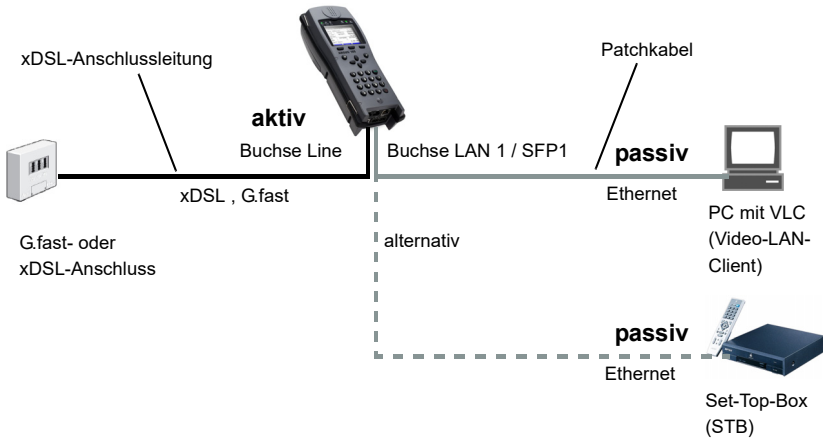 xDSL-Anschlussleitung
Patchkabel
aktiv
Buchse Line
Buchse LAN 1 / SFP1
passiv
xDSL , G.fast
Ethernet
G.fast- oder
xDSL-Anschluss
alternativ
PC mit VLC
(Video-LAN-
Client)
passiv
Ethernet
Set-Top-Box
(STB)